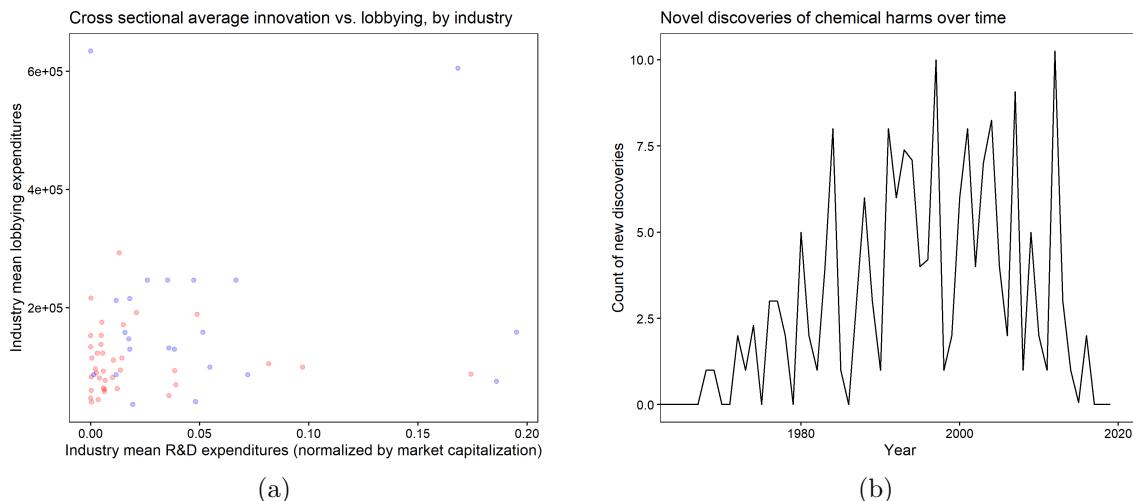 Cross sectional average innovation vs. lobbying, by industry
Industry mean lobbying expenditures
6e+05
4e+05
2e+05
0.00
0.05
0.10
0.15
0.20
Industry mean R&D expenditures (normalized by market capitalization)
(a)
Novel discoveries of chemical harms over time
Count of new discoveries
10.0
7.5
5.0
2.5
0.0
1980
2000
2020
Year
(b)